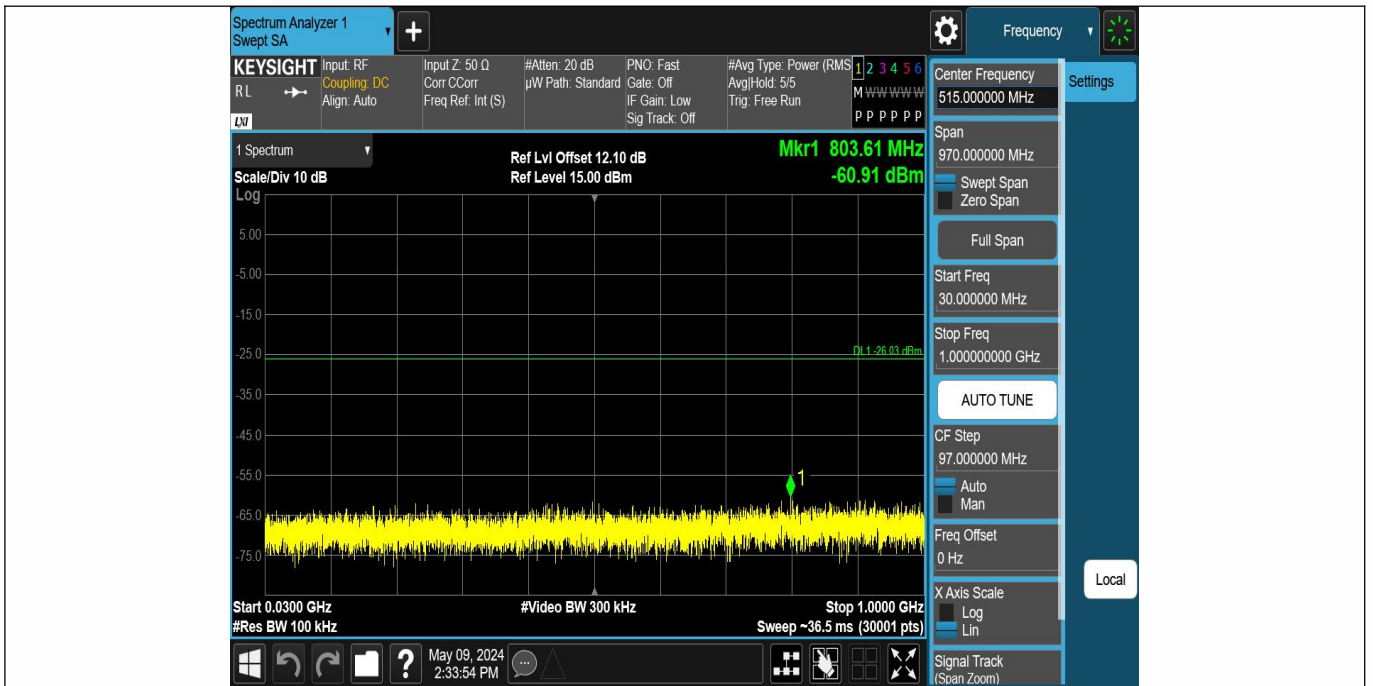 Spectrum Analyzer 1
Swept SA
+
Frequency
KEYSIGHT
RL
LXI
Input: RF
Coupling: DC
Align: Auto
Input Z: 50 Ω
Corr CCorr
Freq Ref: Int (S)
#Atten: 20 dB
µW Path: Standard
PNO: Fast
Gate: Off
IF Gain: Low
Sig Track: Off
#Avg Type: Power (RMS
Avg|Hold: 5/5
Trig: Free Run
1 2 3 4 5 6
M W W W W W
P P P P P P
1 Spectrum
Scale/Div 10 dB
Log
Ref Lvl Offset 12.10 dB
Ref Level 15.00 dBm
Mkr1 803.61 MHz
-60.91 dBm
5.00
-5.00
-15.0
-25.0
DL1 -26.03 dBm
-35.0
-45.0
-55.0
1
-65.0
-75.0
Start 0.0300 GHz
#Res BW 100 kHz
#Video BW 300 kHz
Stop 1.0000 GHz
Sweep ~36.5 ms (30001 pts)
Center Frequency
515.000000 MHz
Settings
Span
970.000000 MHz
Swept Span
Zero Span
Full Span
Start Freq
30.000000 MHz
Stop Freq
1.000000000 GHz
AUTO TUNE
CF Step
97.000000 MHz
Auto
Man
Freq Offset
0 Hz
X Axis Scale
Log
Lin
Signal Track
(Span Zoom)
Local
?
May 09, 2024
2:33:54 PM